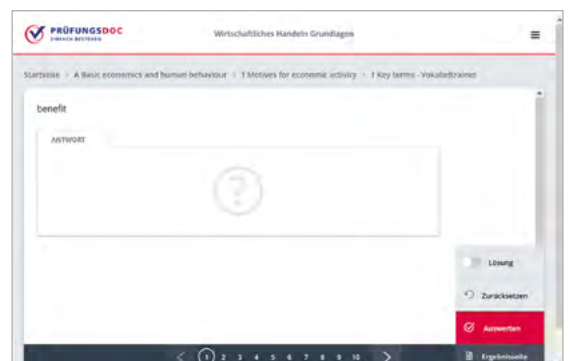 PRÜFUNGSDOC
EINFACH BESTEHEN
Wirtschaftliches Handeln Grundlagen
Startseite > A Basic economics and human behaviour > 1 Motives for economic activity > 1 Key terms - Vokabeltrainer
benefit
ANTWORT
?
Lösung
Zurücksetzen
Auswerten
< 1 2 3 4 5 6 7 8 9 10 >
Ergebnisseite